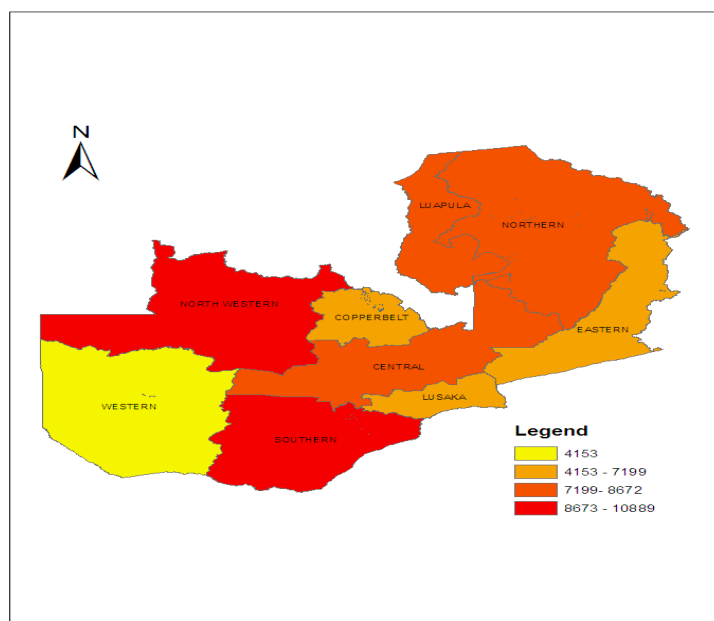 N
LUAPULA
NORTHERN
NORTH WESTERN
COPPERBELT
EASTERN
CENTRAL
LUSAKA
WESTERN
SOUTHERN
Legend
4153
4153 - 7199
7199- 8672
8673 - 10889